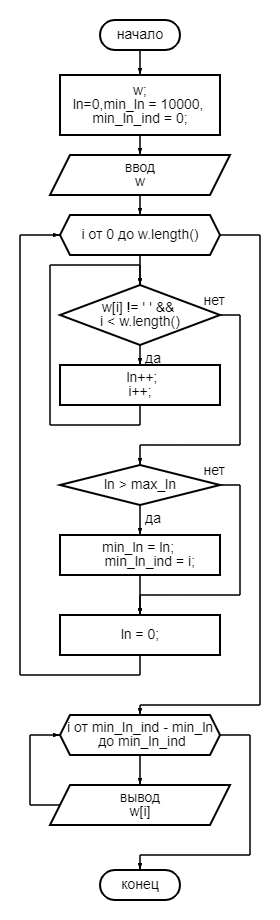 начало
w;
ln=0,min_ln = 10000,
min_ln_ind = 0;
ввод
w
i от 0 до w.length()
w[i] != ' ' &&
i < w.length()
нет
да
ln++;
i++;
ln > max_ln
нет
да
min_ln = ln;
min_ln_ind = i;
ln = 0;
i от min_ln_ind - min_ln
до min_ln_ind
вывод
w[i]
конец